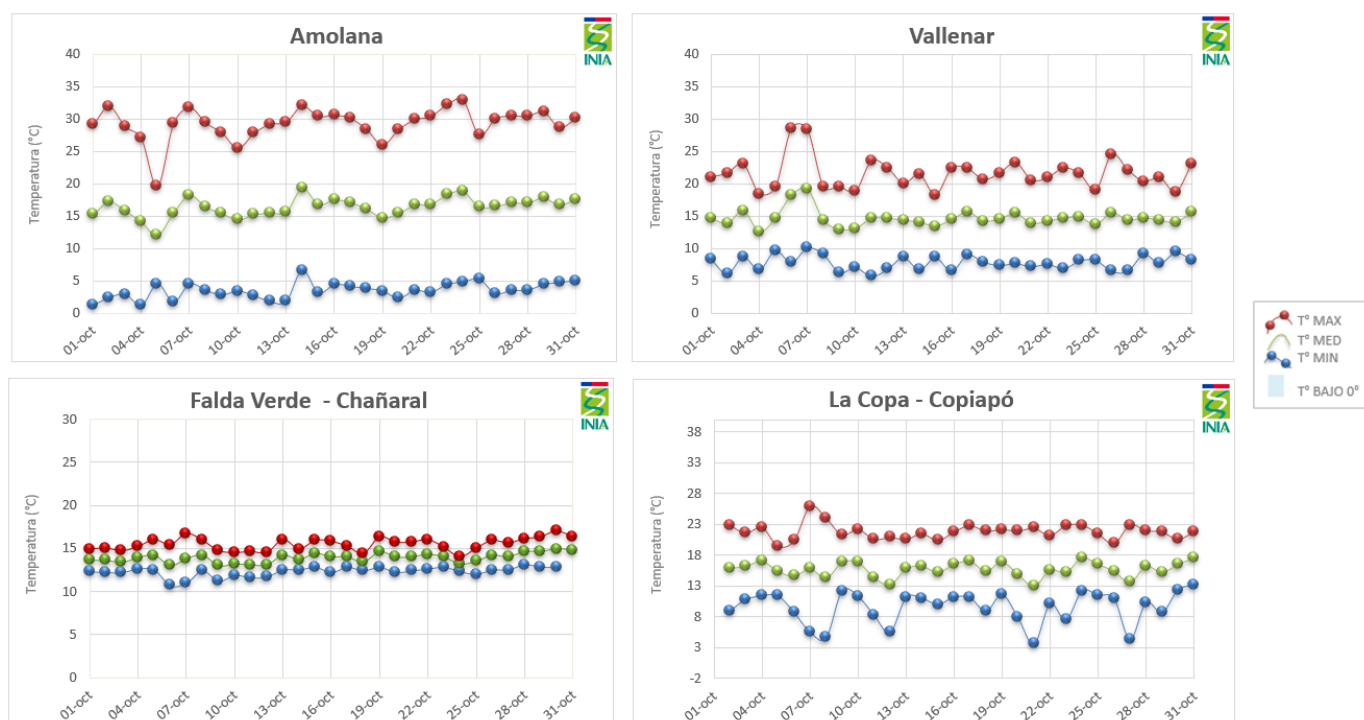 Amolana
INIA
Temperatura (°C)
40
35
30
25
20
15
10
5
0
01-oct
04-oct
07-oct
10-oct
13-oct
16-oct
19-oct
22-oct
25-oct
28-oct
31-oct
Vallenar
INIA
Temperatura (°C)
40
35
30
25
20
15
10
5
0
01-oct
04-oct
07-oct
10-oct
13-oct
16-oct
19-oct
22-oct
25-oct
28-oct
31-oct
T° MAX
T° MED
T° MIN
T° BAJO 0°
Falda Verde - Chañaral
INIA
Temperatura (°C)
30
25
20
15
10
5
0
01-oct
04-oct
07-oct
10-oct
13-oct
16-oct
19-oct
22-oct
25-oct
28-oct
31-oct
La Copa - Copiapó
INIA
Temperatura (°C)
38
33
28
23
18
13
8
3
-2
01-oct
04-oct
07-oct
10-oct
13-oct
16-oct
19-oct
22-oct
25-oct
28-oct
31-oct